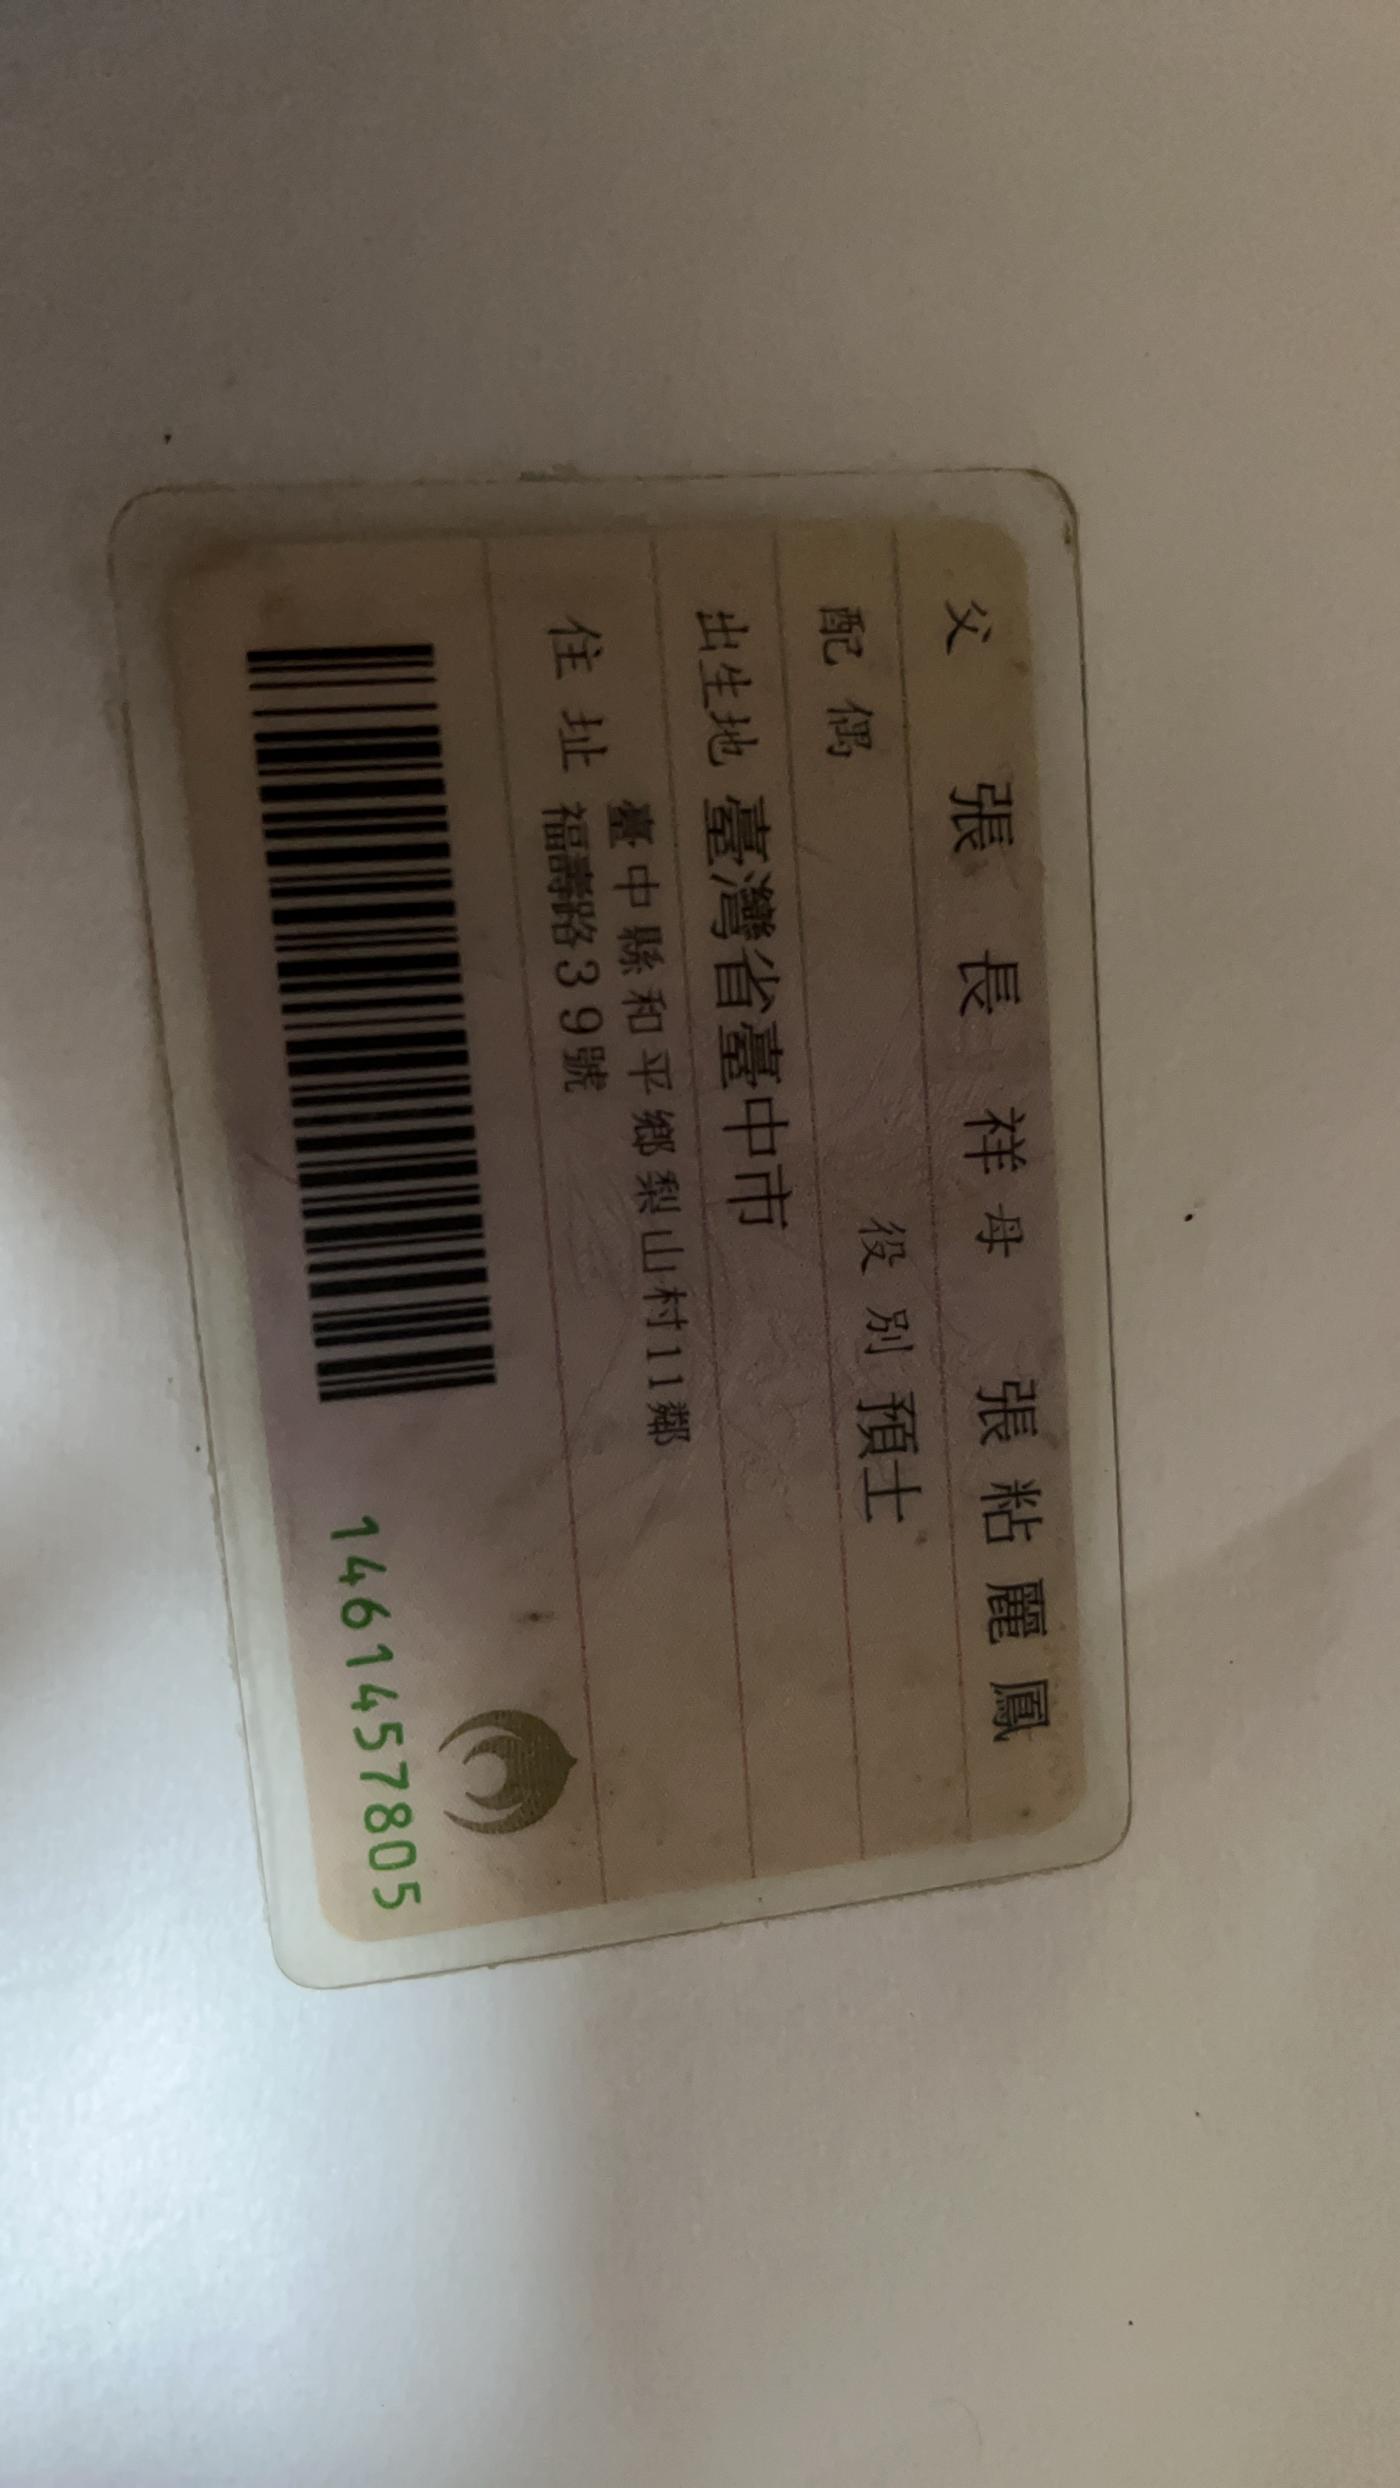 父 張長祥 母 張粘麗鳳
配偶 役別 預士
出生地 臺灣省臺中市
住址 臺中縣和平鄉梨山村11鄰
福壽路39號
1461457805